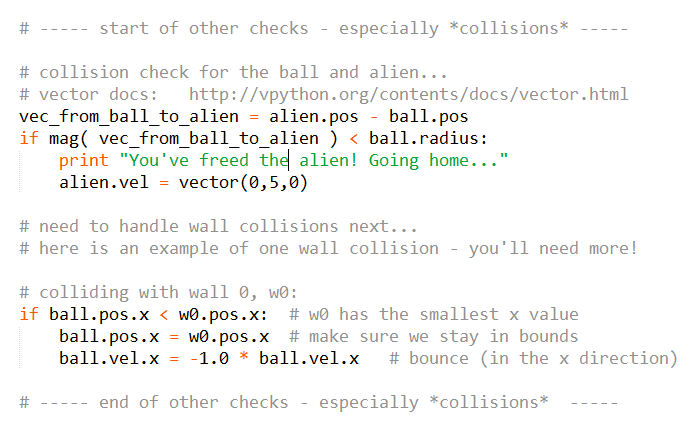 # ----- start of other checks - especially *collisions* -----
# collision check for the ball and alien...
# vector docs:   http://vpython.org/contents/docs/vector.html
vec_from_ball_to_alien = alien.pos - ball.pos
if mag( vec_from_ball_to_alien ) < ball.radius:
    print "You've freed the alien! Going home..."
    alien.vel = vector(0,5,0)
# need to handle wall collisions next...
# here is an example of one wall collision - you'll need more!
# colliding with wall 0, w0:
if ball.pos.x < w0.pos.x:  # w0 has the smallest x value
    ball.pos.x = w0.pos.x  # make sure we stay in bounds
    ball.vel.x = -1.0 * ball.vel.x   # bounce (in the x direction)
# ----- end of other checks - especially *collisions*  -----